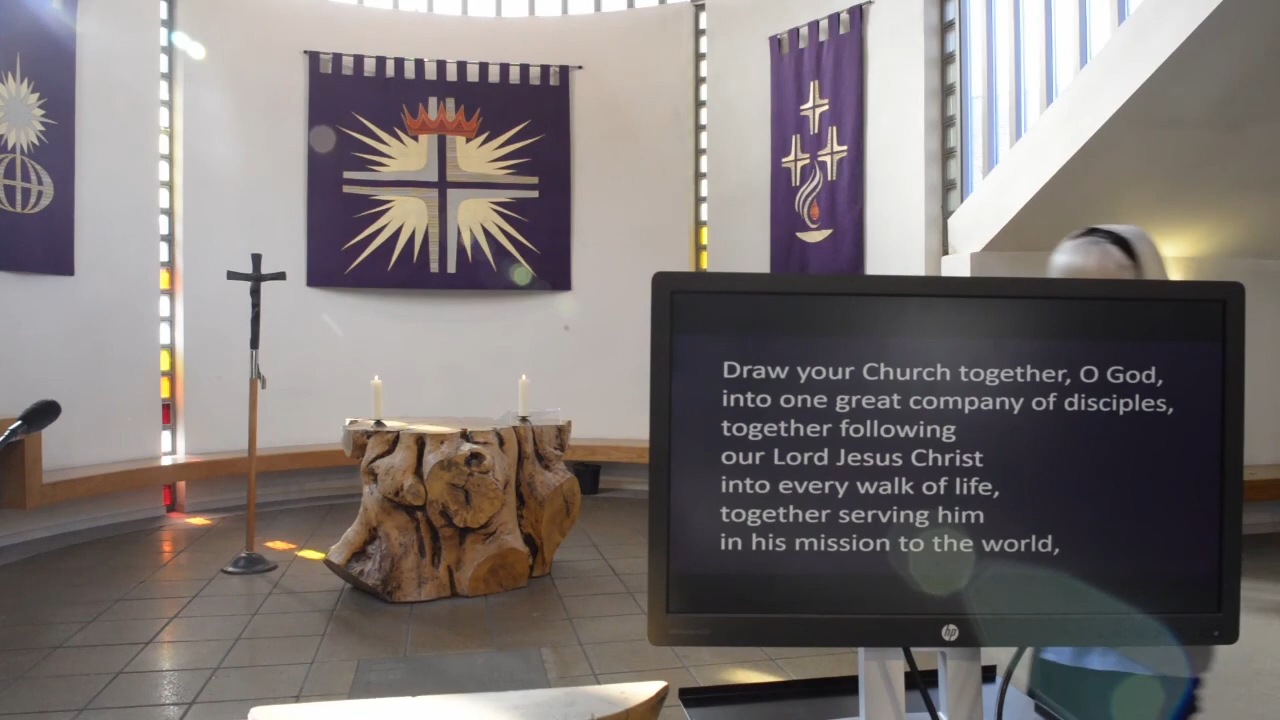 Draw your Church together, O God,
into one great company of disciples,
together following
our Lord Jesus Christ
into every walk of life,
together serving him
in his mission to the world,
hp